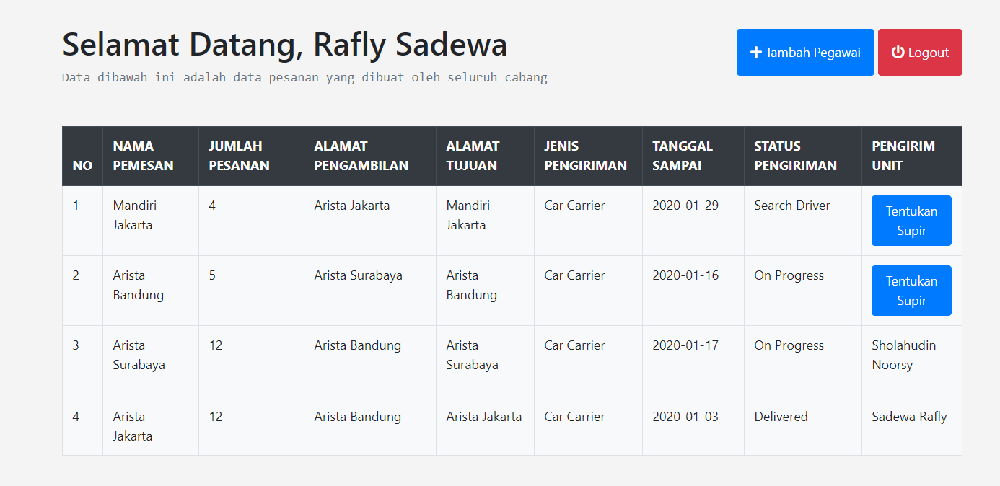 Selamat Datang, Rafly Sadewa
Tambah Pegawai
Logout
Data dibawah ini adalah data pesanan yang dibuat oleh seluruh cabang
NO
NAMA
PEMESAN
JUMLAH
PESANAN
ALAMAT
PENGAMBILAN
ALAMAT
TUJUAN
JENIS
PENGIRIMAN
TANGGAL
SAMPAI
STATUS
PENGIRIMAN
PENGIRIM
UNIT
1
Mandiri
Jakarta
4
Arista Jakarta
Mandiri
Jakarta
Car Carrier
2020-01-29
Search Driver
Tentukan
Supir
2
Arista
Bandung
5
Arista Surabaya
Arista
Bandung
Car Carrier
2020-01-16
On Progress
Tentukan
Supir
3
Arista
Surabaya
12
Arista Bandung
Arista
Surabaya
Car Carrier
2020-01-17
On Progress
Sholahudin
Noorsy
4
Arista
Jakarta
12
Arista Bandung
Arista Jakarta
Car Carrier
2020-01-03
Delivered
Sadewa Rafly